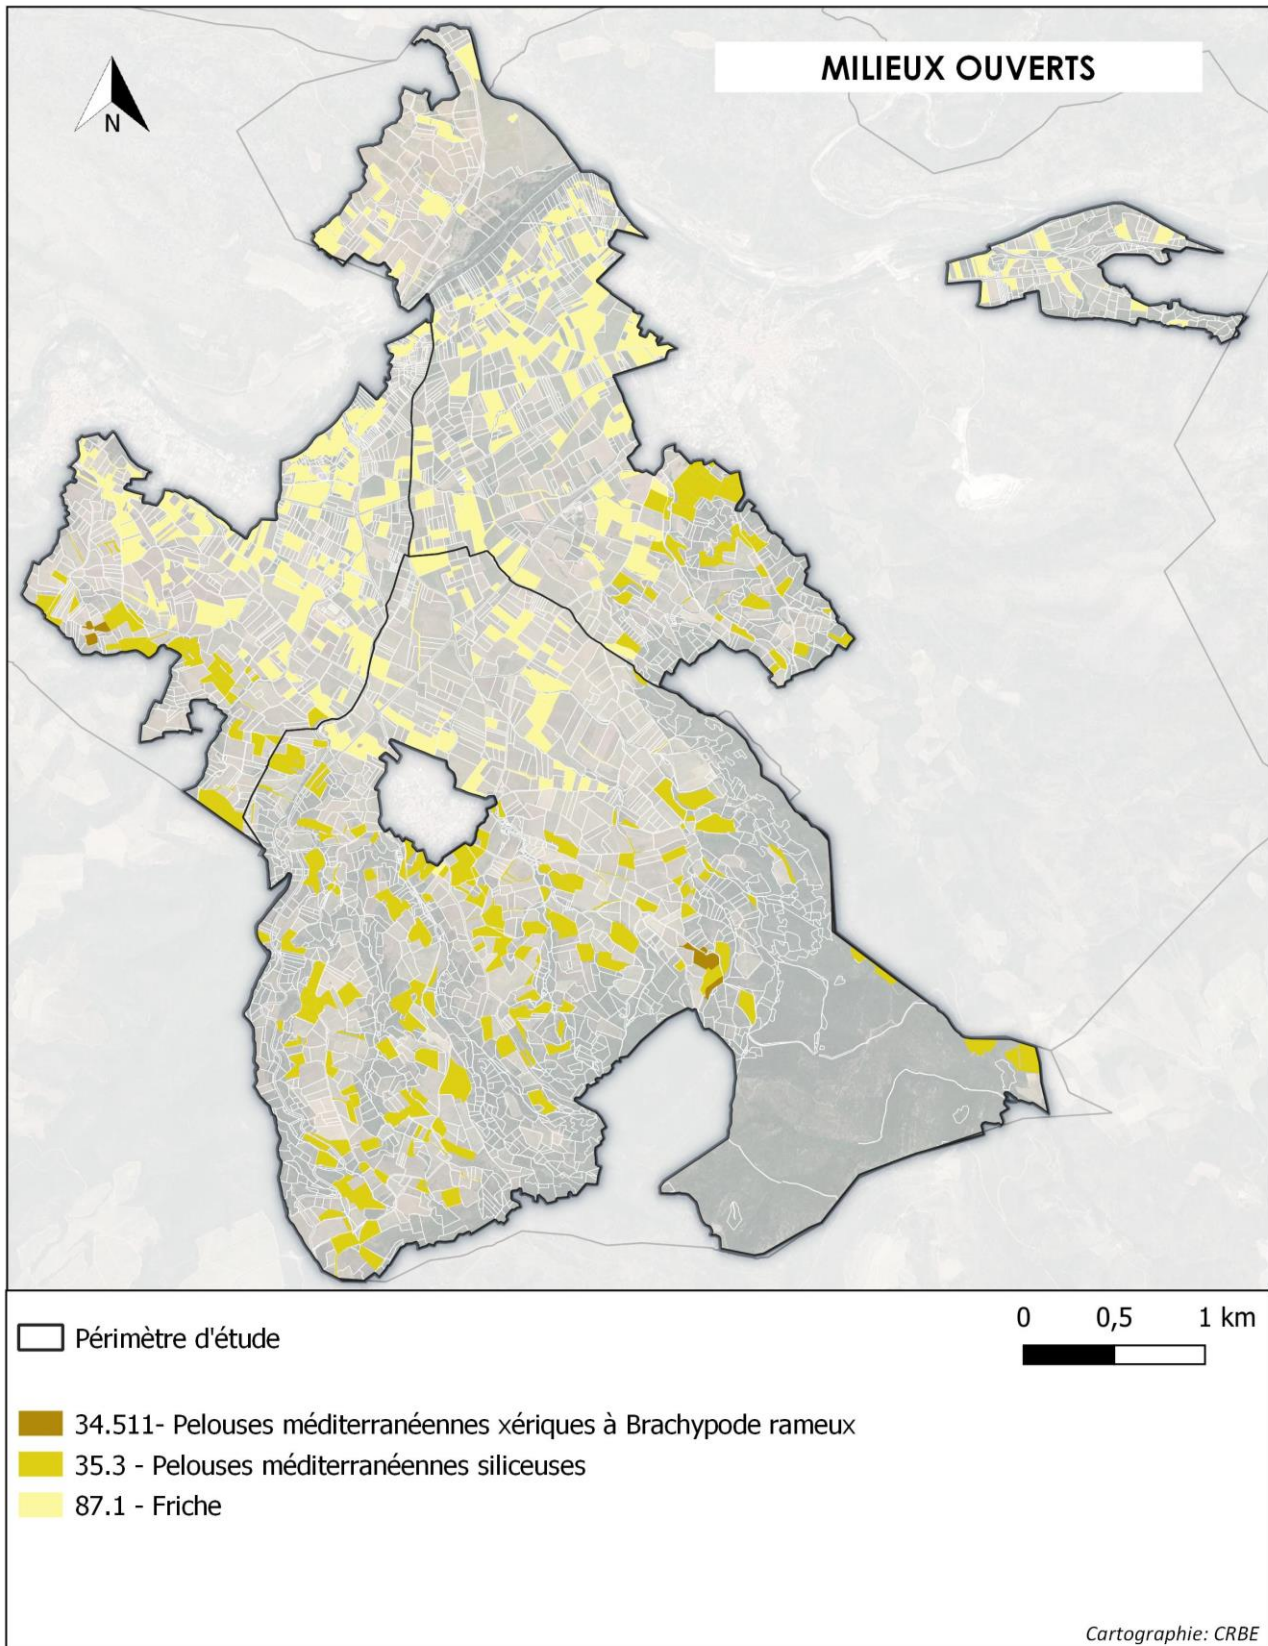 MILIEUX OUVERTS
N
Périmètre d'étude
0 0,5 1 km
34.511- Pelouses méditerranéennes xériques à Brachypode rameux
35.3 - Pelouses méditerranéennes siliceuses
87.1 - Friche
Cartographie: CRBE